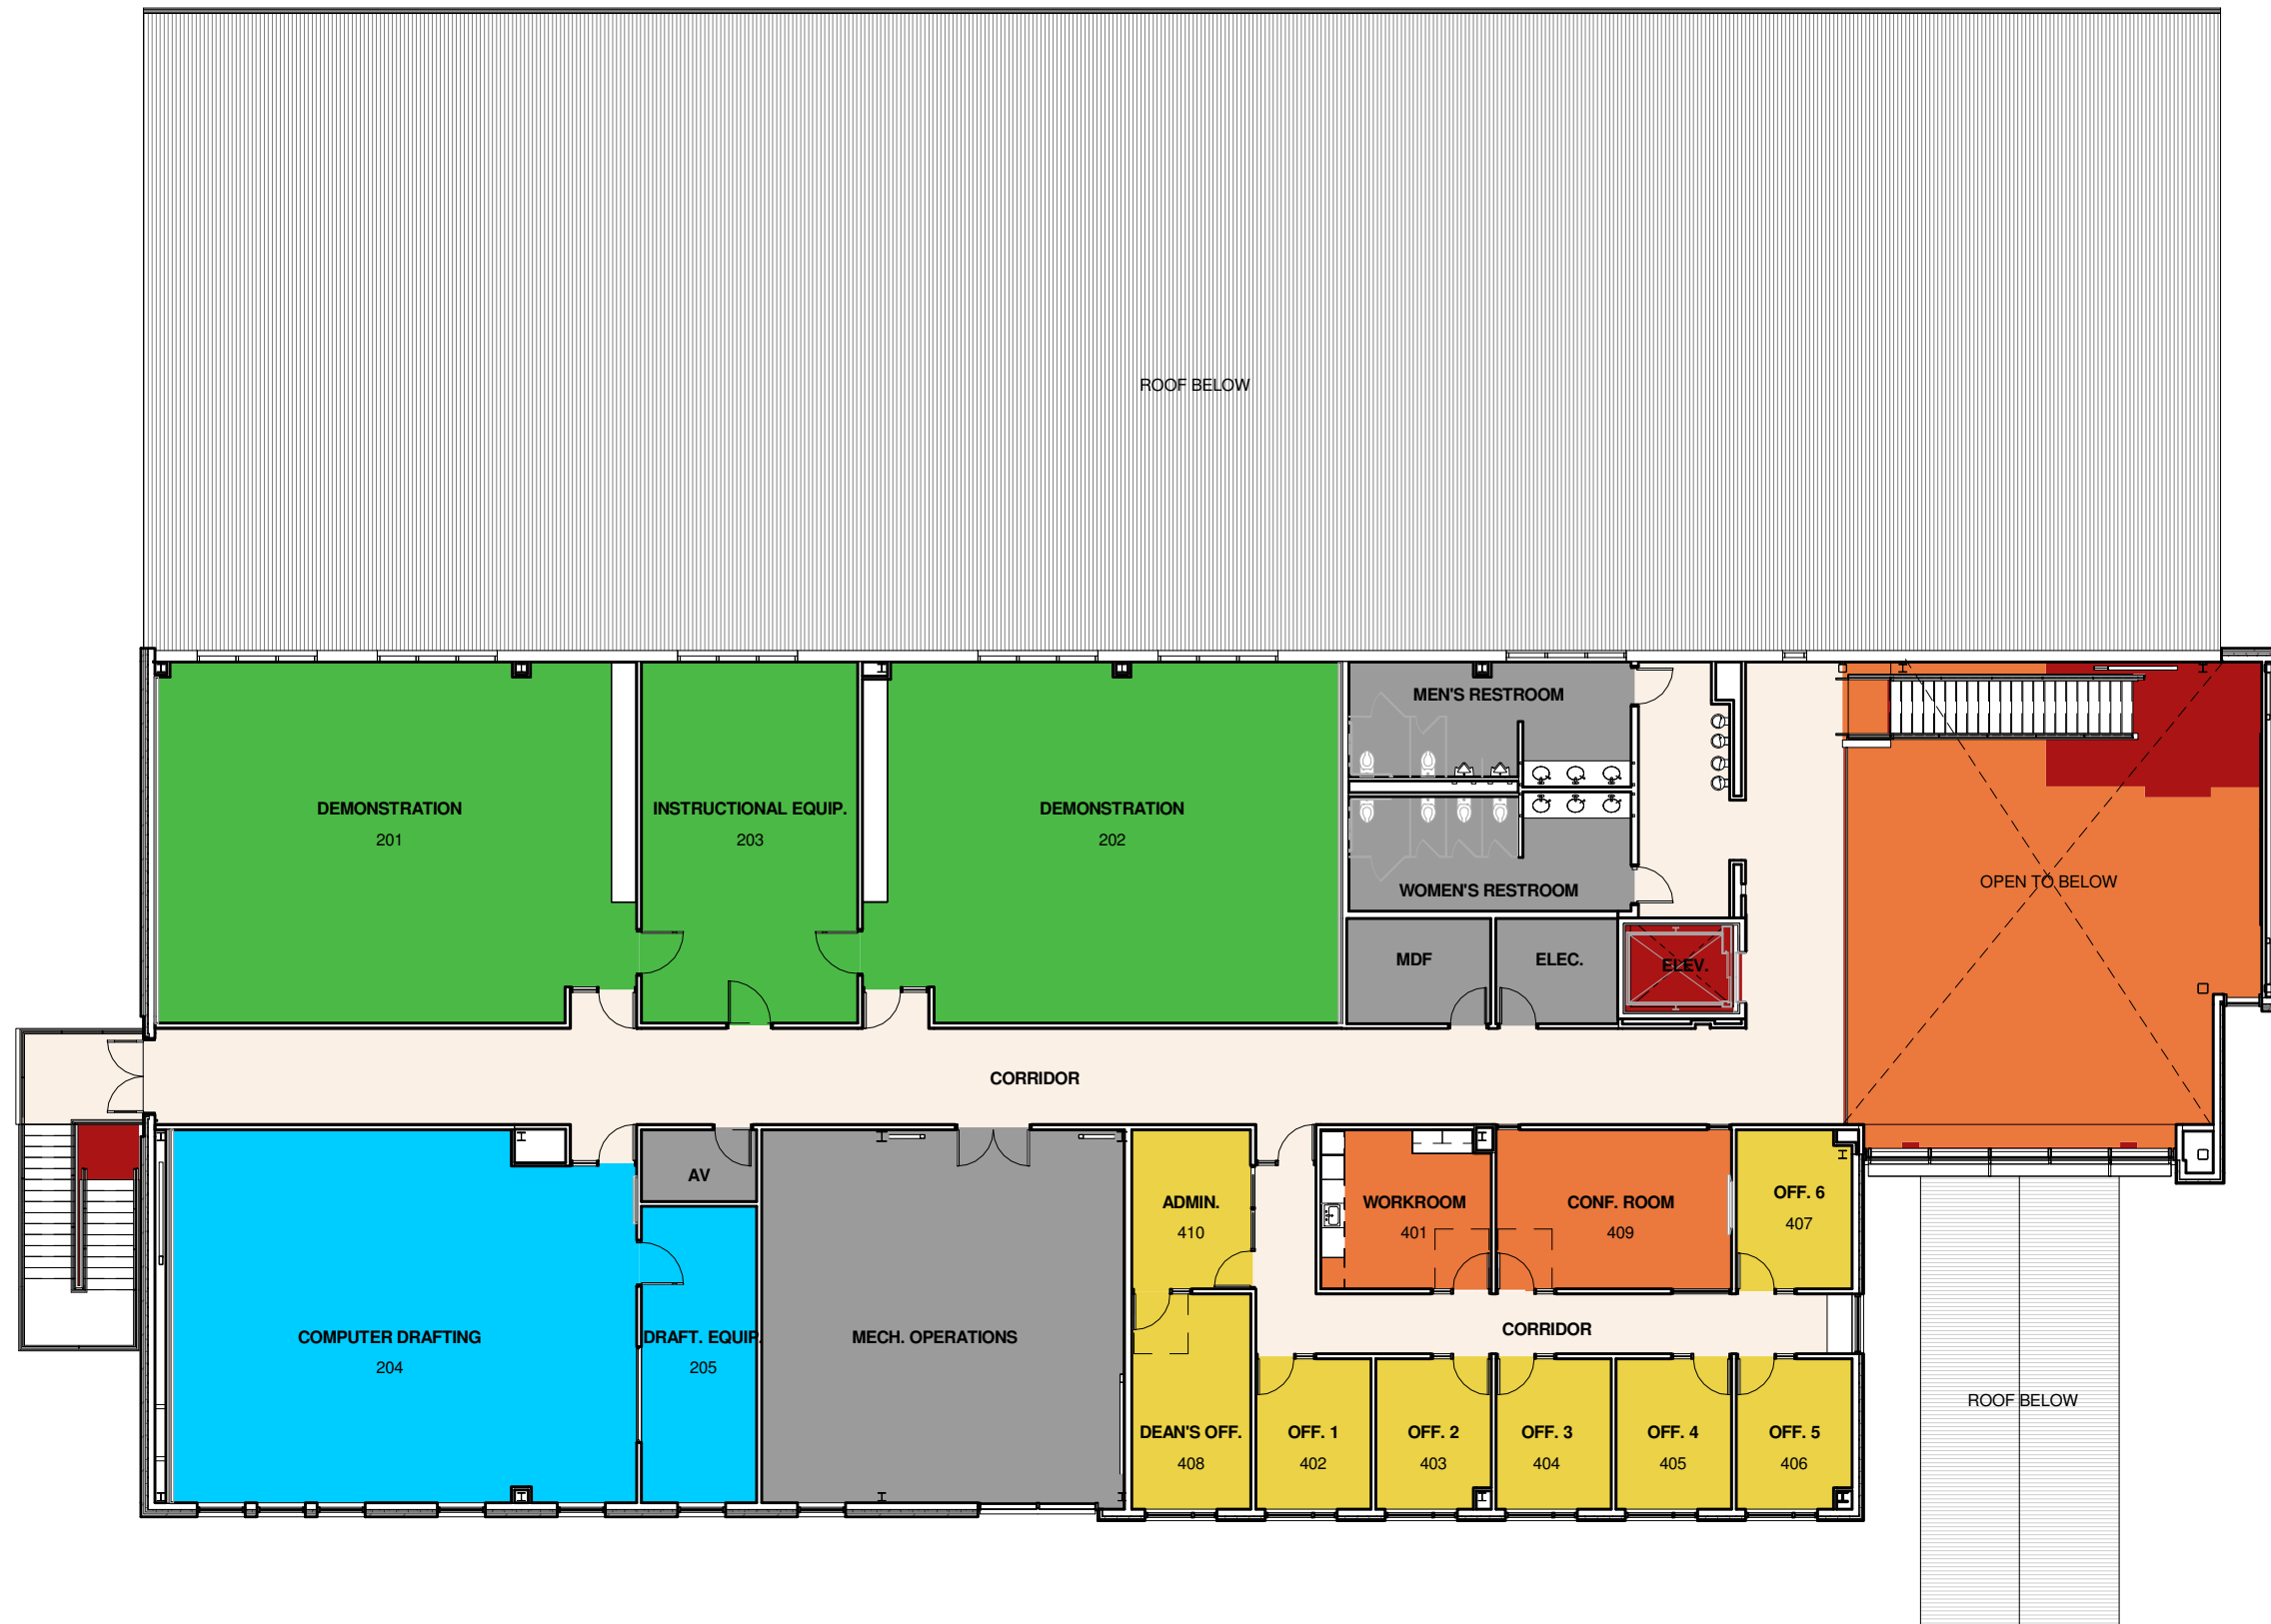 ROOF BELOW
MEN'S RESTROOM
DEMONSTRATION
201
INSTRUCTIONAL EQUIP.
203
DEMONSTRATION
202
WOMEN'S RESTROOM
OPEN TO BELOW
MDF
ELEC.
ELEV.
CORRIDOR
AV
ADMIN.
410
WORKROOM
401
CONF. ROOM
409
OFF. 6
407
COMPUTER DRAFTING
204
DRAFT. EQUIP.
205
MECH. OPERATIONS
CORRIDOR
DEAN'S OFF.
408
OFF. 1
402
OFF. 2
403
OFF. 3
404
OFF. 4
405
OFF. 5
406
ROOF BELOW